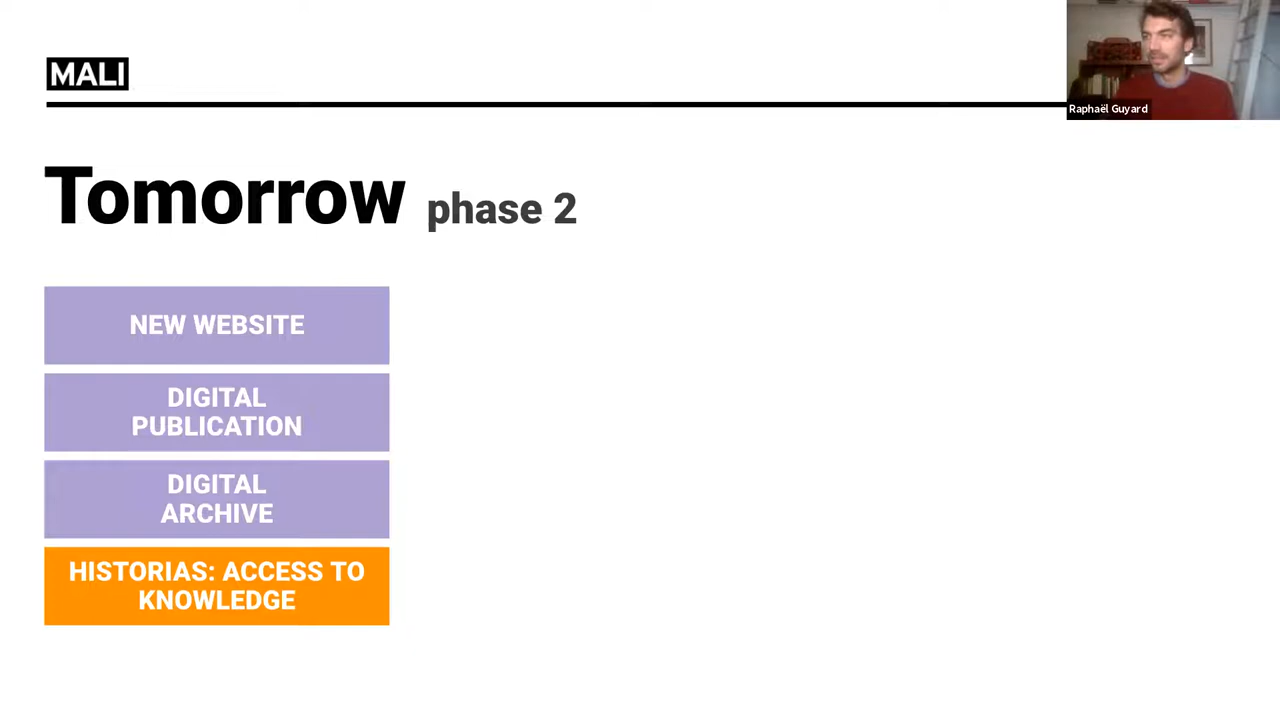 MALI
Raphaël Guyard
Tomorrow phase 2
NEW WEBSITE
DIGITAL
PUBLICATION
DIGITAL
ARCHIVE
HISTORIAS: ACCESS TO
KNOWLEDGE